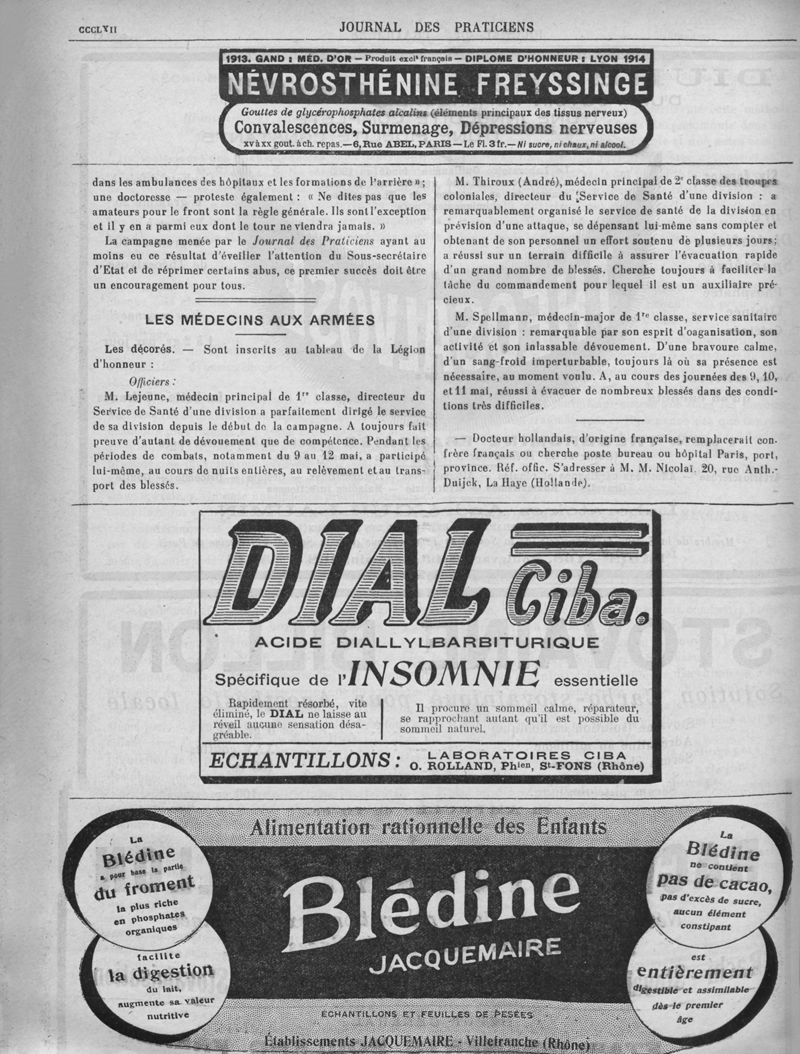 CCCLVII
JOURNAL DES PRATICIENS
1913. GAND : MÉD. D'OR — Produit exclt français — DIPLOME D'HONNEUR : LYON 1914
NÉVROSTHÉNINE FREYSSINGE
Gouttes de glycérophosphates alcalins (éléments principaux des tissus nerveux)
Convalescences, Surmenage, Dépressions nerveuses
xv à xx gout. à ch. repas. — 6, Rue ABEL, PARIS — Le Fl. 3 fr. — Ni sucre, ni chaux, ni alcool.
dans les ambulances des hôpitaux et les formations de l'arrière » ;
une doctoresse — proteste également : « Ne dites pas que les
amateurs pour le front sont la règle générale. Ils sont l'exception
et il y en a parmi eux dont le tour ne viendra jamais. »
La campagne menée par le Journal des Praticiens ayant au
moins eu ce résultat d'éveiller l'attention du Sous-secrétaire
d'Etat et de réprimer certains abus, ce premier succès doit être
un encouragement pour tous.
LES MÉDECINS AUX ARMÉES
Les décorés. — Sont inscrits au tableau de la Légion
d'honneur :
Officiers :
M. Lejeune, médecin principal de 1re classe, directeur du
Service de Santé d'une division a parfaitement dirigé le service
de sa division depuis le début de la campagne. A toujours fait
preuve d'autant de dévouement que de compétence. Pendant les
périodes de combats, notamment du 9 au 12 mai, a participé
lui-même, au cours de nuits entières, au relèvement et au trans-
port des blessés.
M. Thiroux (André), médecin principal de 2e classe des troupes
coloniales, directeur du Service de Santé d'une division : a
remarquablement organisé le service de santé de la division en
prévision d'une attaque, se dépensant lui-même sans compter et
obtenant de son personnel un effort soutenu de plusieurs jours ;
a réussi sur un terrain difficile à assurer l'évacuation rapide
d'un grand nombre de blessés. Cherche toujours à faciliter la
tâche du commandement pour lequel il est un auxiliaire pré-
cieux.
M. Spellmann, médecin-major de 1re classe, service sanitaire
d'une division : remarquable par son esprit d'oaganisation, son
activité et son inlassable dévouement. D'une bravoure calme,
d'un sang-froid imperturbable, toujours là où sa présence est
nécessaire, au moment voulu. A, au cours des journées des 9, 10,
et 11 mai, réussi à évacuer de nombreux blessés dans des condi-
tions très difficiles.
— Docteur hollandais, d'origine française, remplacerait con-
frère français ou cherche poste bureau ou hôpital Paris, port,
province. Réf. offic. S'adresser à M. M. Nicolaï. 20, rue Anth.-
Duijck, La Haye (Hollande).
DIAL Ciba.
ACIDE DIALLYLBARBITURIQUE
Spécifique de l'INSOMNIE essentielle
Rapidement résorbé, vite
éliminé, le DIAL ne laisse au
réveil aucune sensation désa-
gréable.
Il procure un sommeil calme, réparateur,
se rapprochant autant qu'il est possible du
sommeil naturel.
ECHANTILLONS : LABORATOIRES CIBA
O. ROLLAND, Phien, St-FONS (Rhône)
Alimentation rationnelle des Enfants
La
Blédine
a pour base la partie
du froment
la plus riche
en phosphates
organiques
facilite
la digestion
du lait,
augmente sa valeur
nutritive
Blédine
JACQUEMAIRE
La
Blédine
ne contient
pas de cacao,
pas d'excès de sucre,
aucun élément
constipant
est
entièrement
digestible et assimilable
dès le premier
âge
ÉCHANTILLONS ET FEUILLES DE PESÉES
Établissements JACQUEMAIRE - Villefranche (Rhône)